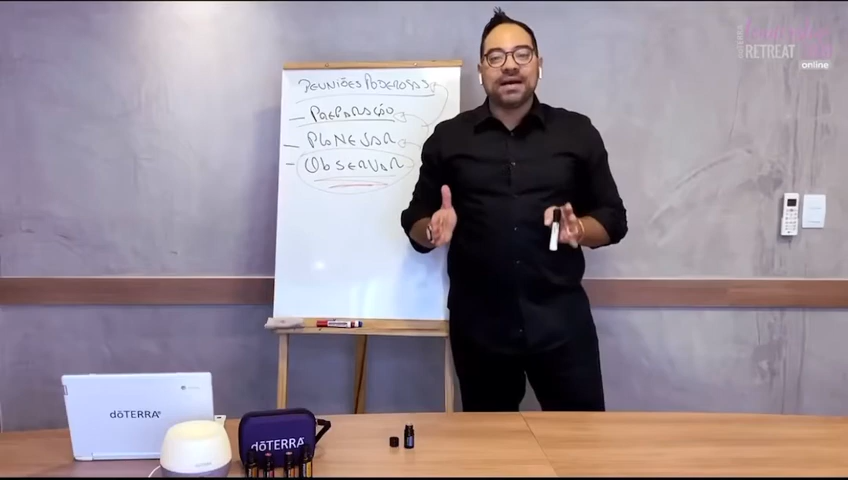 REUNIÕES PODEROSAS
PREPARAÇÃO
PLANEJAR
OBSERVAR
RETREAT
online
dōTERRA
dōTERRA